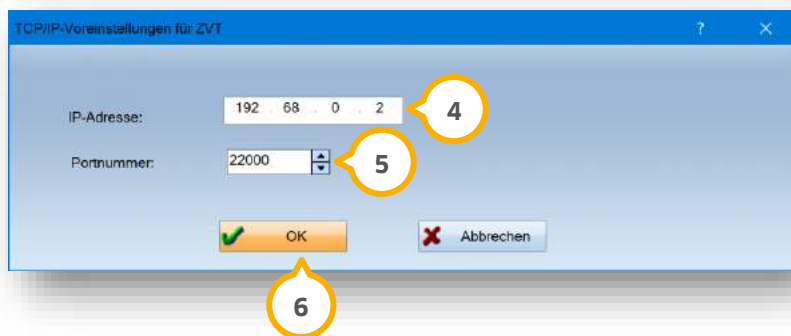 TCP/IP-Voreinstellungen für ZVT ? ×
IP-Adresse: 192 . 68 . 0 . 2 4
Portnummer: 22000 5
OK Abbrechen
6